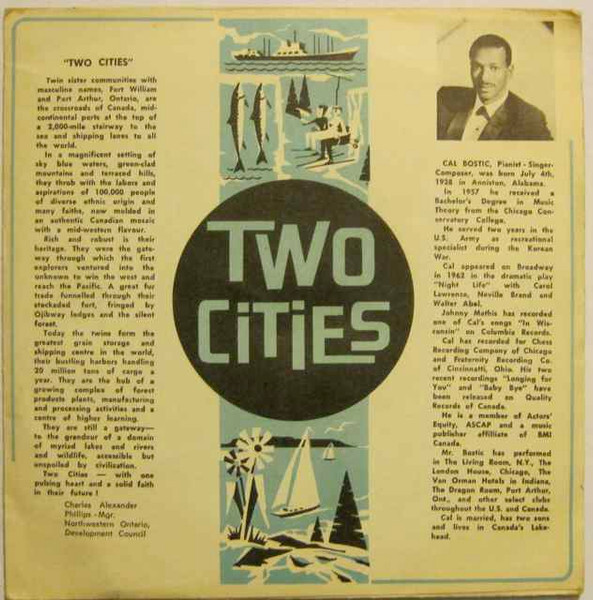 "TWO CITIES"
Twin sister communities with
masculine names, Fort William
and Port Arthur, Ontario, are
the crossroads of Canada, mid-
continental ports at the top of
a 2,000-mile stairway to the
sea and shipping lanes to all
the world.
In a magnificent setting of
sky blue waters, green-clad
mountains and terraced hills,
they throb with the labors and
aspirations of 100,000 people
of diverse ethnic origin and
many faiths, now molded in
an authentic Canadian mosaic
with a mid-western flavour.
Rich and robust is their
heritage. They were the gate-
way through which the first
explorers ventured into the
unknown to win the west and
reach the Pacific. A great fur
trade funnelled through their
stockaded fort, fringed by
Ojibway lodges and the silent
forest.
Today the twins form the
greatest grain storage and
shipping centre in the world,
their bustling harbors handling
20 million tons of cargo a
year. They are the hub of a
growing complex of forest
products plants, manufacturing
and processing activities and a
centre of higher learning.
They are still a gateway—
to the grandeur of a domain
of myriad lakes and rivers
and wildlife, accessible but
unspoiled by civilization.
Two Cities — with one
pulsing heart and a solid faith
in their future !
Charles Alexander
Phillips - Mgr.
Northwestern Ontario,
Development Council
TWO
CiTiES
CAL BOSTIC, Pianist - Singer-
Composer, was born July 4th,
1928 in Anniston, Alabama.
In 1957 he received a
Bachelor's Degree in Music
Theory from the Chicago Con-
servatory College.
He served two years in the
U.S. Army as recreational
specialist during the Korean
War.
Cal appeared on Broadway
in 1962 in the dramatic play
"Night Life" with Carol
Lawrence, Neville Brand and
Walter Abel.
Johnny Mathis has recorded
one of Cal's songs "In Wis-
consin" on Columbia Records.
Cal has recorded for Chess
Recording Company of Chicago
and Fraternity Recording Co.
of Cincinnatti, Ohio. His two
recent recordings "Longing for
You" and "Baby Bye" have
been released on Quality
Records of Canada.
He is a member of Actors'
Equity, ASCAP and a music
publisher affiliate of BMI
Canada.
Mr. Bostic has performed
in The Living Room, N.Y., The
London House, Chicago, The
Van Orman Hotels in Indiana,
The Dragon Room, Port Arthur,
Ont., and other select clubs
throughout the U.S. and Canada.
Cal is married, has two sons
and lives in Canada's Lake-
head.